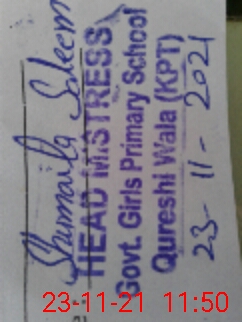 Shumaila Saleem
HEAD MISTRESS
Govt. Girls Primary School
Qureshi Wala (KPT)
23-11-2021
23-11-21 11:50